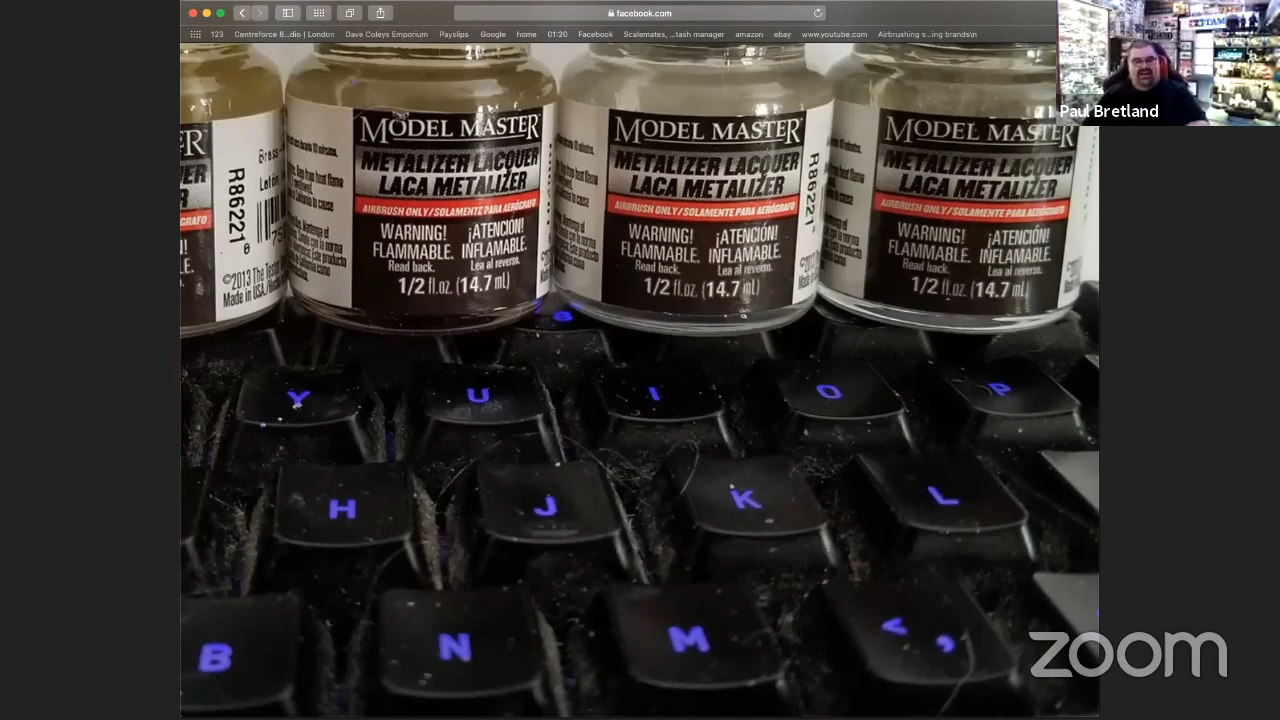 facebook.com
123 Centreforce B...dio | London Dave Coleys Emporium Payslips Google home 01:20 Facebook Scalemates, ...tash manager amazon ebay www.youtube.com Airbrushing s...ing brands\n
Paul Bretland
R86221
©2013 The Testor
Made in USA/Hecho
MODEL MASTER
METALIZER LACQUER
LACA METALIZER
AIRBRUSH ONLY/SOLAMENTE PARA AERÓGRAFO
WARNING! ¡ATENCIÓN!
FLAMMABLE. INFLAMABLE.
Read back. Lea al reverso.
1/2 fl.oz. (14.7 ml)
MODEL MASTER
METALIZER LACQUER
LACA METALIZER
AIRBRUSH ONLY/SOLAMENTE PARA AERÓGRAFO
WARNING! ¡ATENCIÓN!
FLAMMABLE. INFLAMABLE.
Read back. Lea al reverso.
1/2 fl.oz. (14.7 ml)
R86221
MODEL MASTER
METALIZER LACQUER
LACA METALIZER
AIRBRUSH ONLY/SOLAMENTE PARA AERÓGRAFO
WARNING! ¡ATENCIÓN!
FLAMMABLE. INFLAMABLE.
Read back. Lea al reverso.
1/2 fl.oz. (14.7 ml)
Y U I O P
H J K L
B N M < ,
zoom